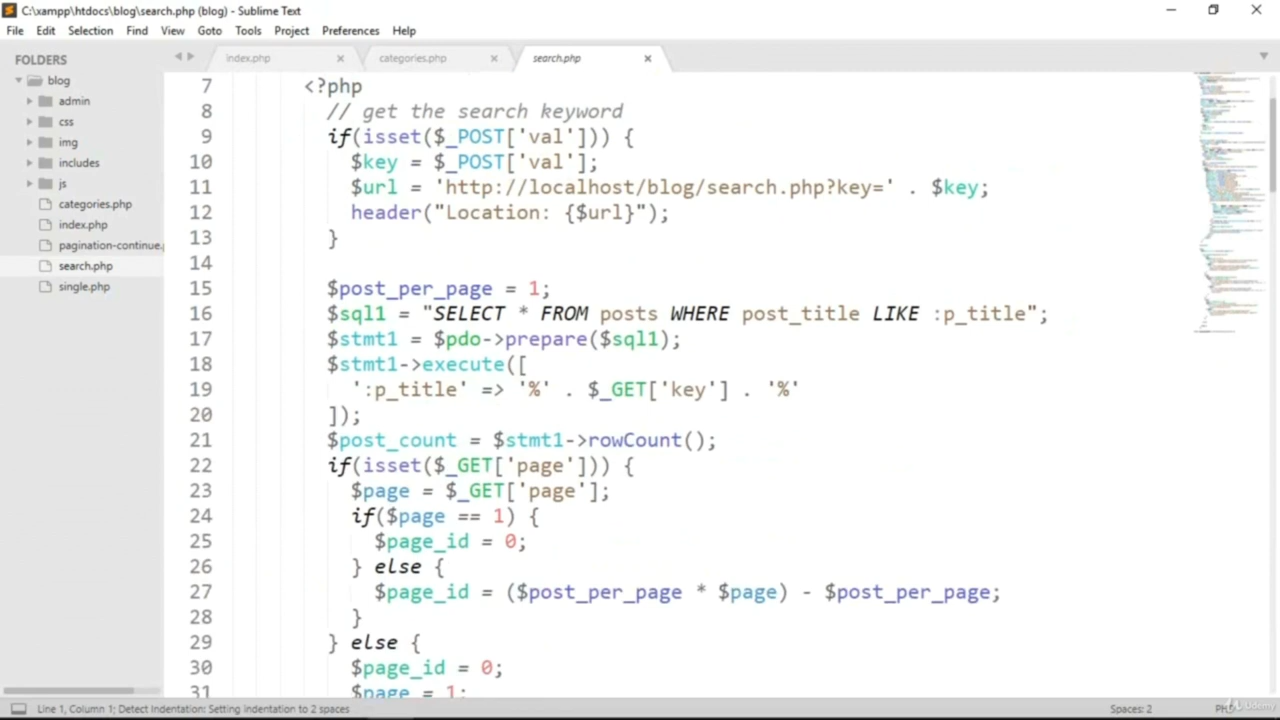 C:\xampp\htdocs\blog\search.php (blog) - Sublime Text
File Edit Selection Find View Goto Tools Project Preferences Help
FOLDERS
blog
admin
css
img
includes
js
categories.php
index.php
pagination-continue.
search.php
single.php
index.php
categories.php
search.php
7 <?php
8 // get the search keyword
9 if(isset($_POST['val'])) {
10 $key = $_POST['val'];
11 $url = 'http://localhost/blog/search.php?key=' . $key;
12 header("Location: {$url}");
13 }
14
15 $post_per_page = 1;
16 $sql1 = "SELECT * FROM posts WHERE post_title LIKE :p_title";
17 $stmt1 = $pdo->prepare($sql1);
18 $stmt1->execute([
19 ':p_title' => '%' . $_GET['key'] . '%'
20 ]);
21 $post_count = $stmt1->rowCount();
22 if(isset($_GET['page'])) {
23 $page = $_GET['page'];
24 if($page == 1) {
25 $page_id = 0;
26 } else {
27 $page_id = ($post_per_page * $page) - $post_per_page;
28 }
29 } else {
30 $page_id = 0;
31 $page = 1;
Line 1, Column 1; Detect Indentation: Setting indentation to 2 spaces
Spaces: 2
PHP
Udemy